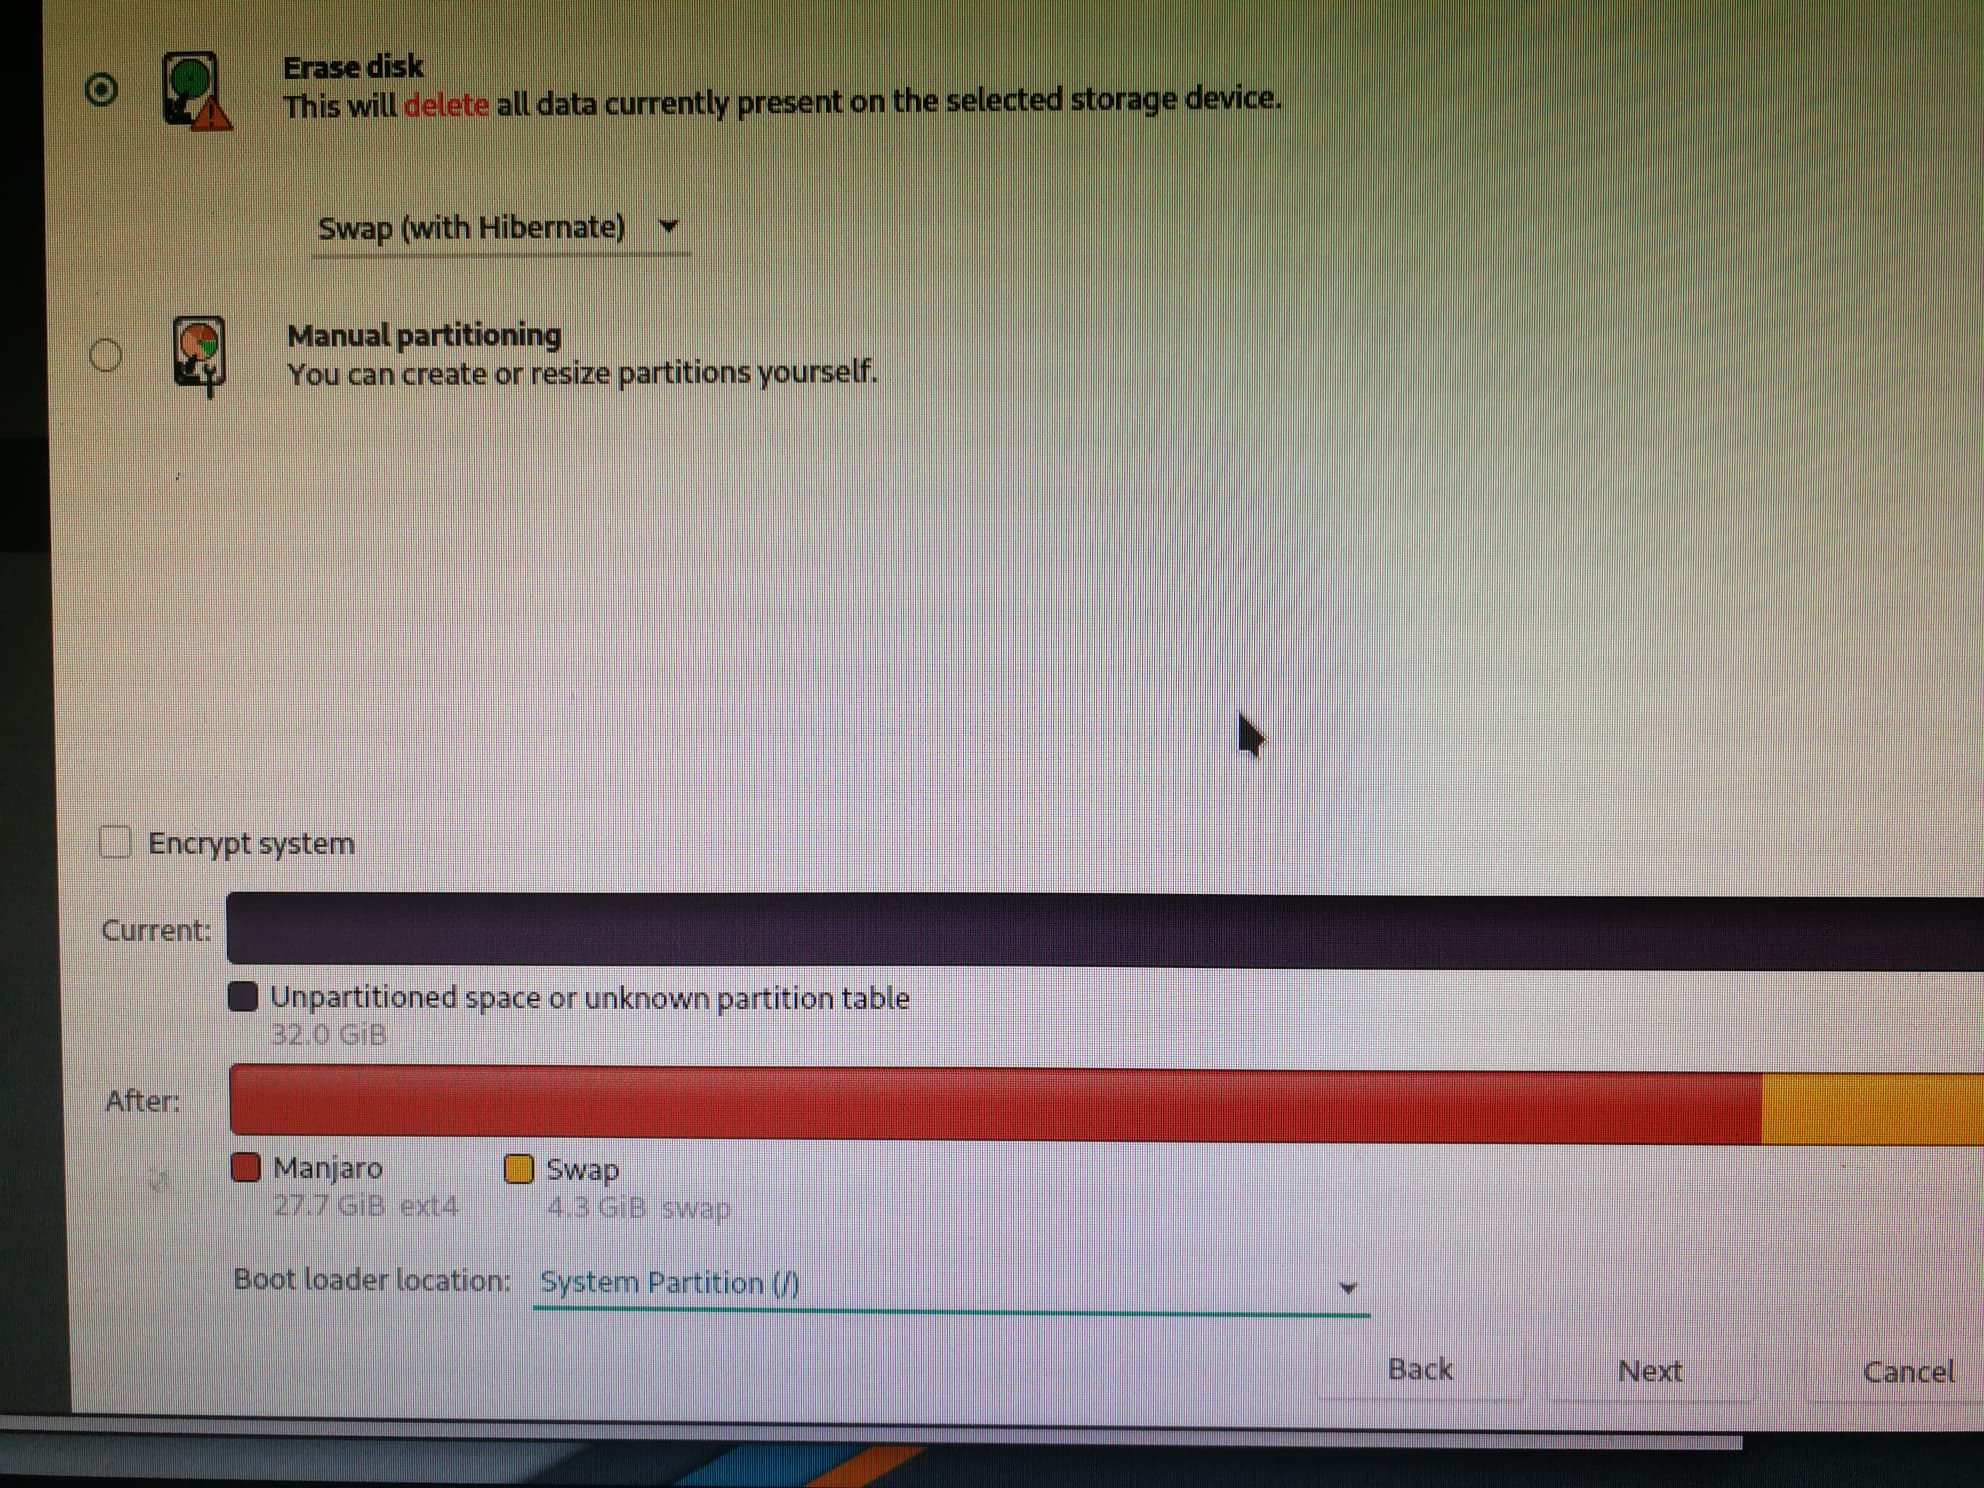 Erase disk
This will delete all data currently present on the selected storage device.
Swap (with Hibernate)
Manual partitioning
You can create or resize partitions yourself.
Encrypt system
Current:
Unpartitioned space or unknown partition table
32.0 GiB
After:
Manjaro
27.7 GiB ext4
Swap
4.3 GiB swap
Boot loader location: System Partition (/)
Back Next Cancel